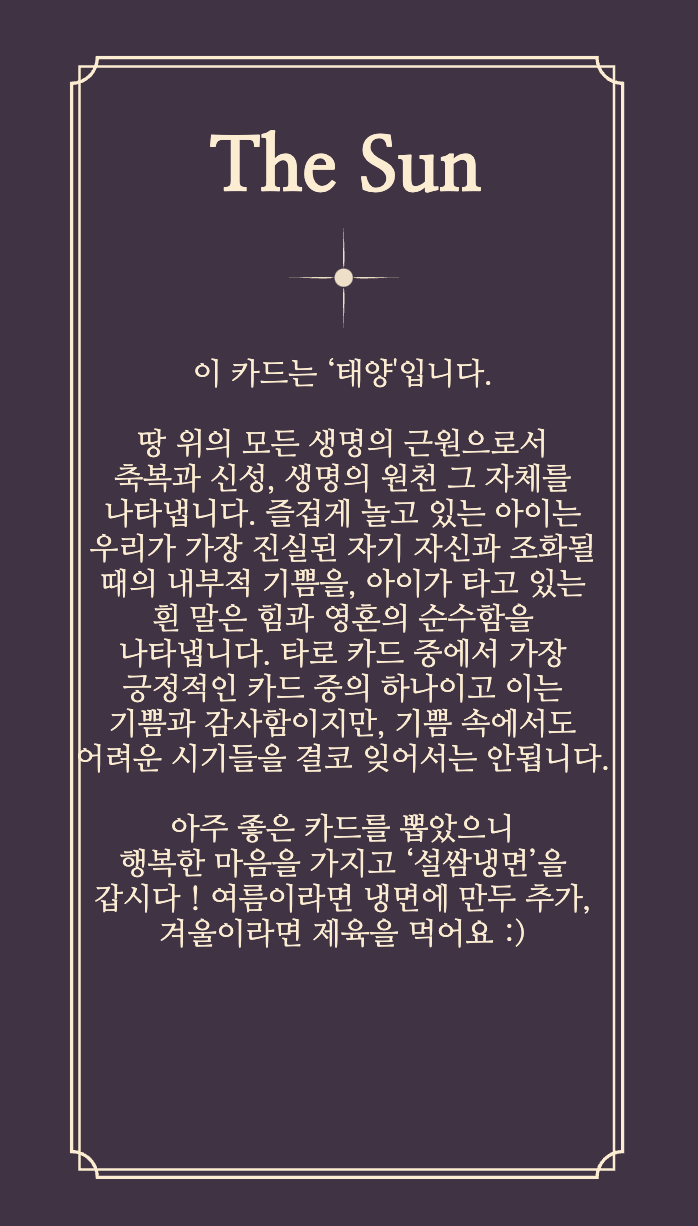 The Sun
이 카드는 ‘태양'입니다.
땅 위의 모든 생명의 근원으로서
축복과 신성, 생명의 원천 그 자체를
나타냅니다. 즐겁게 놀고 있는 아이는
우리가 가장 진실된 자기 자신과 조화될
때의 내부적 기쁨을, 아이가 타고 있는
흰 말은 힘과 영혼의 순수함을
나타냅니다. 타로 카드 중에서 가장
긍정적인 카드 중의 하나이고 이는
기쁨과 감사함이지만, 기쁨 속에서도
어려운 시기들을 결코 잊어서는 안됩니다.
아주 좋은 카드를 뽑았으니
행복한 마음을 가지고 ‘설쌈냉면’을
갑시다 ! 여름이라면 냉면에 만두 추가,
겨울이라면 제육을 먹어요 :)